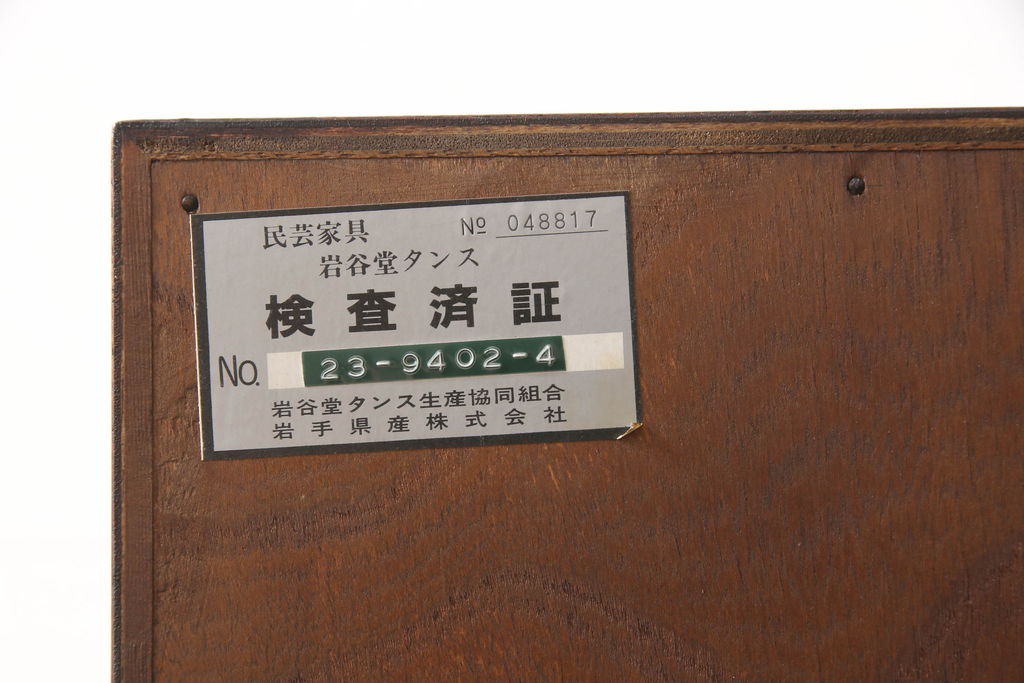 民芸家具 Nº 048817
岩谷堂タンス
検査済証
No. 23-9402-4
岩谷堂タンス生産協同組合
岩手県産株式会社